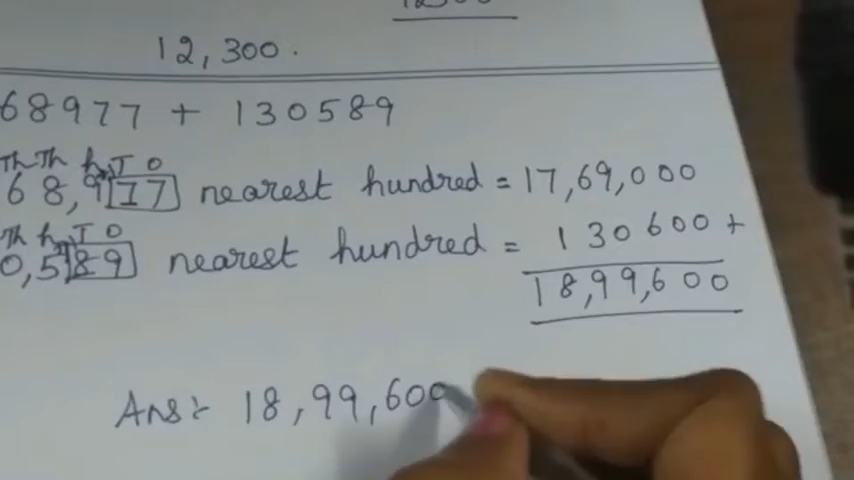 12,300.
68977 + 130589
Th Th h T O
68,977 nearest hundred = 17,69,000
Th h T O
0,589 nearest hundred = 130600 +
18,99,600
Ans:- 18,99,600